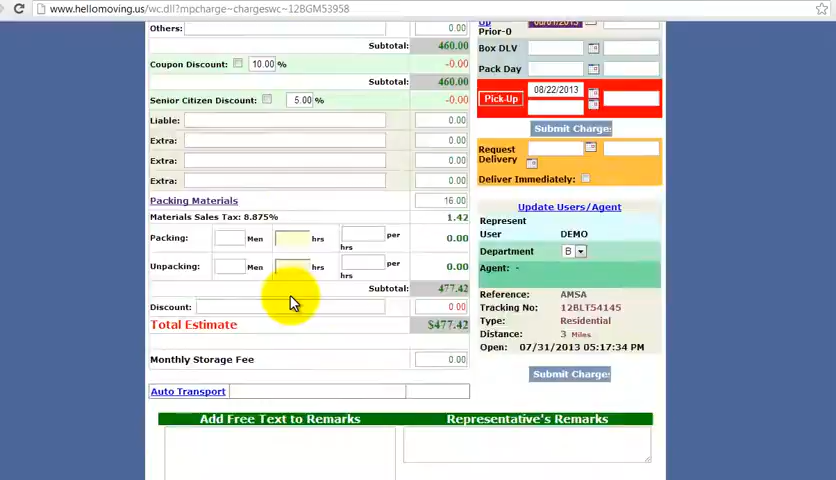 www.hellomoving.us/wc.dll?mpcharge~chargeswc~12BGM53958
Others: 0.00
Subtotal: 460.00
Coupon Discount: 10.00 % -0.00
Subtotal: 460.00
Senior Citizen Discount: 5.00 % -0.00
Liable: 0.00
Extra: 0.00
Extra: 0.00
Extra: 0.00
Packing Materials 16.00
Materials Sales Tax: 8.875% 1.42
Packing: Men hrs per hrs 0.00
Unpacking: Men hrs per hrs 0.00
Subtotal: 477.42
Discount: 0.00
Total Estimate $477.42
Monthly Storage Fee 0.00
Auto Transport
Add Free Text to Remarks
Representative's Remarks
Up
Prior-0
08/01/2013
Box DLV
Pack Day
Pick-Up 08/22/2013
Submit Charge
Request
Delivery
Deliver Immediately:
Update Users/Agent
Represent
User DEMO
Department B
Agent: -
Reference: AMSA
Tracking No: 12BLT54145
Type: Residential
Distance: 3 Miles
Open: 07/31/2013 05:17:34 PM
Submit Charge